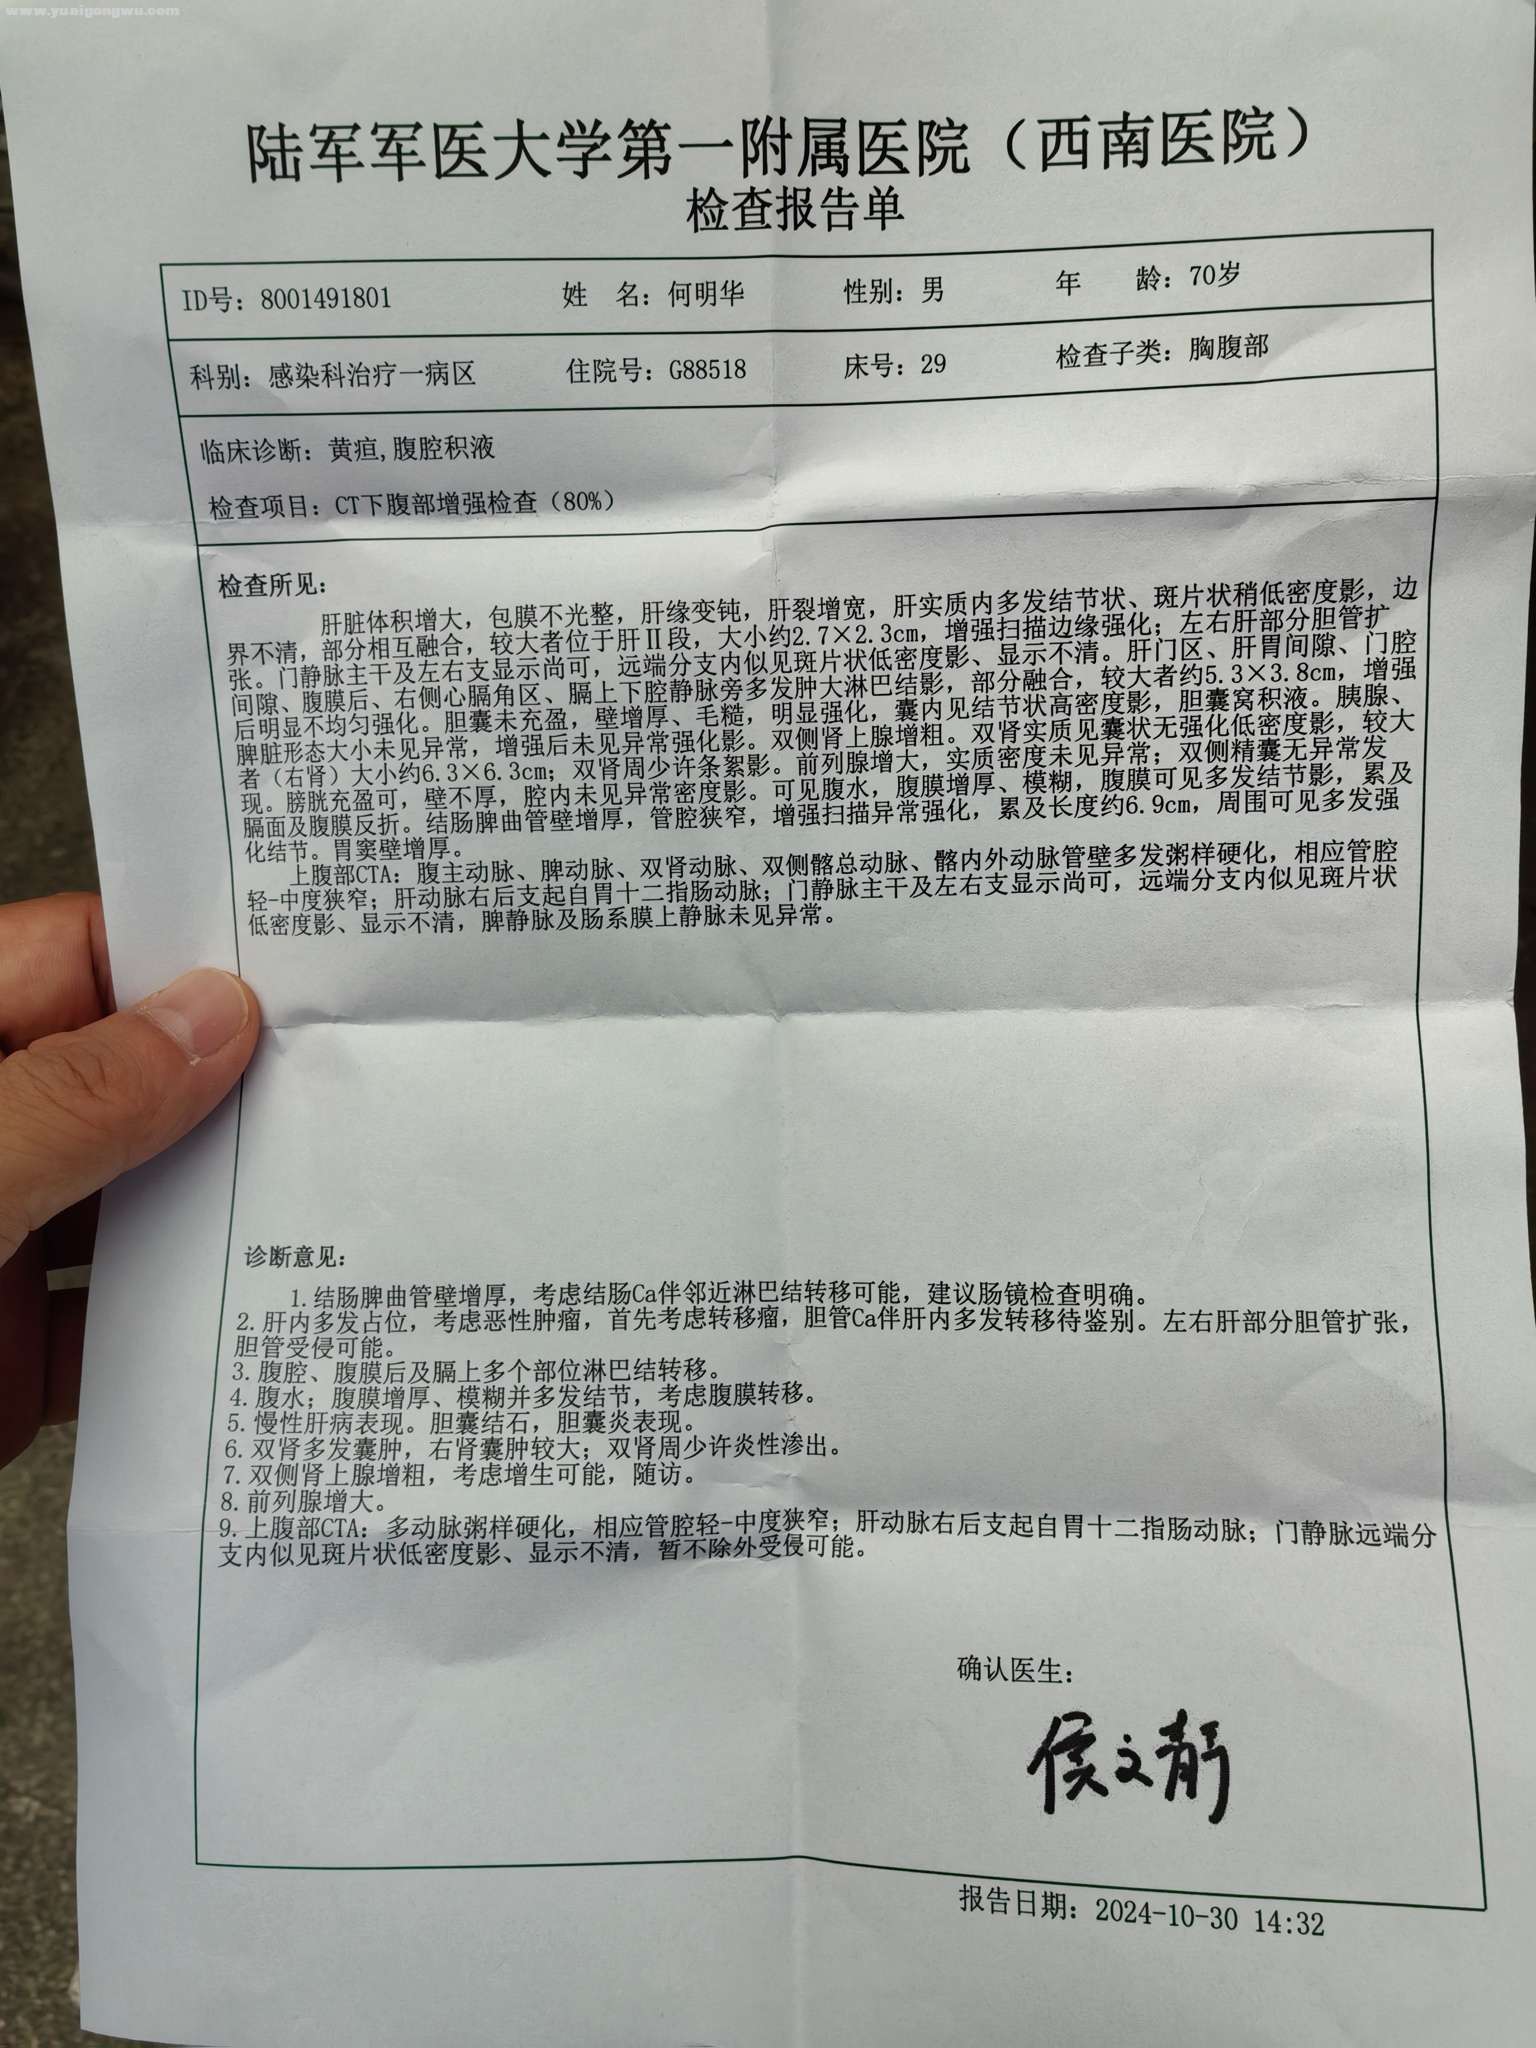 www.yunigongwu.com
陆军军医大学第一附属医院（西南医院）
检查报告单
ID号：8001491801 姓 名：何明华 性别：男 年 龄：70岁
科别：感染科治疗一病区 住院号：G88518 床号：29 检查子类：胸腹部
临床诊断：黄疸,腹腔积液
检查项目：CT下腹部增强检查（80%）
检查所见：
肝脏体积增大，包膜不光整，肝缘变钝，肝裂增宽，肝实质内多发结节状、斑片状稍低密度影，边
界不清，部分相互融合，较大者位于肝Ⅱ段，大小约2.7×2.3cm，增强扫描边缘强化；左右肝部分胆管扩
张。门静脉主干及左右支显示尚可，远端分支内似见斑片状低密度影、显示不清。肝门区、肝胃间隙、门腔
间隙、腹膜后、右侧心膈角区、膈上下腔静脉旁多发肿大淋巴结影，部分融合，较大者约5.3×3.8cm，增强
后明显不均匀强化。胆囊未充盈，壁增厚、毛糙，明显强化，囊内见结节状高密度影，胆囊窝积液。胰腺、
脾脏形态大小未见异常，增强后未见异常强化影。双侧肾上腺增粗。双肾实质见囊状无强化低密度影，较大
者（右肾）大小约6.3×6.3cm；双肾周少许条絮影。前列腺增大，实质密度未见异常；双侧精囊无异常发
现。膀胱充盈可，壁不厚，腔内未见异常密度影。可见腹水，腹膜增厚、模糊，腹膜可见多发结节影，累及
膈面及腹膜反折。结肠脾曲管壁增厚，管腔狭窄，增强扫描异常强化，累及长度约6.9cm，周围可见多发强
化结节。胃窦壁增厚。
上腹部CTA：腹主动脉、脾动脉、双肾动脉、双侧髂总动脉、髂内外动脉管壁多发粥样硬化，相应管腔
轻-中度狭窄；肝动脉右后支起自胃十二指肠动脉；门静脉主干及左右支显示尚可，远端分支内似见斑片状
低密度影、显示不清，脾静脉及肠系膜上静脉未见异常。
诊断意见：
1.结肠脾曲管壁增厚，考虑结肠Ca伴邻近淋巴结转移可能，建议肠镜检查明确。
2.肝内多发占位，考虑恶性肿瘤，首先考虑转移瘤，胆管Ca伴肝内多发转移待鉴别。左右肝部分胆管扩张，
胆管受侵可能。
3.腹腔、腹膜后及膈上多个部位淋巴结转移。
4.腹水；腹膜增厚、模糊并多发结节，考虑腹膜转移。
5.慢性肝病表现。胆囊结石，胆囊炎表现。
6.双肾多发囊肿，右肾囊肿较大；双肾周少许炎性渗出。
7.双侧肾上腺增粗，考虑增生可能，随访。
8.前列腺增大。
9.上腹部CTA：多动脉粥样硬化，相应管腔轻-中度狭窄；肝动脉右后支起自胃十二指肠动脉；门静脉远端分
支内似见斑片状低密度影、显示不清，暂不除外受侵可能。
确认医生：
侯文静
报告日期：2024-10-30 14:32